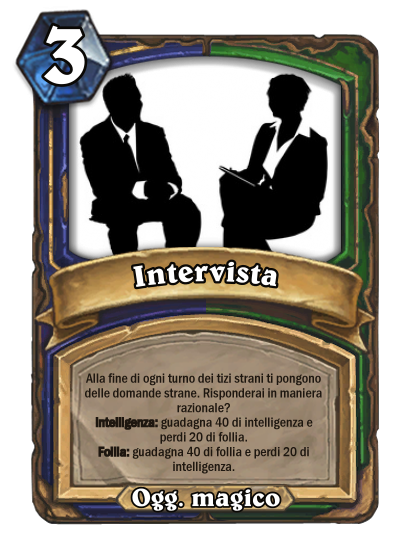 3
Intervista
Alla fine di ogni turno dei tizi strani ti pongono
delle domande strane. Risponderai in maniera
razionale?
Intelligenza: guadagna 40 di intelligenza e
perdi 20 di follia.
Follia: guadagna 40 di follia e perdi 20 di
intelligenza.
Ogg. magico